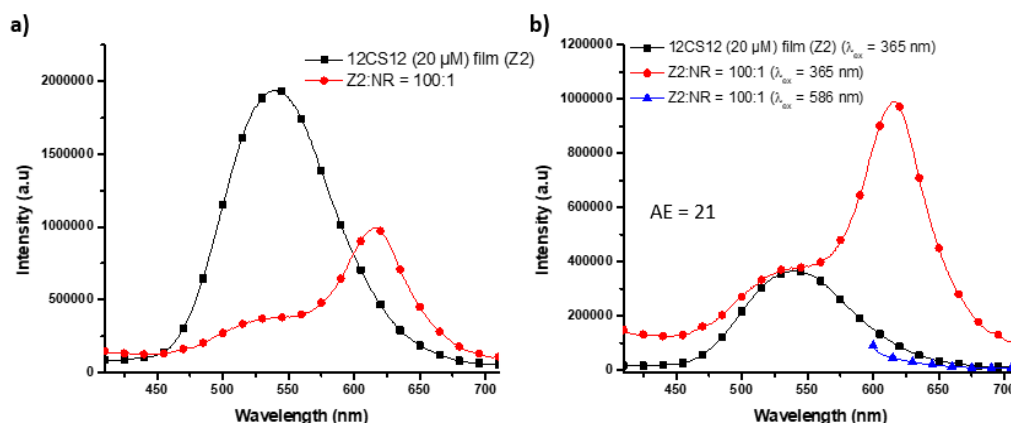 a)
12CS12 (20 µM) film (Z2)
Z2:NR = 100:1
2000000
1500000
1000000
500000
0
Intensity (a.u)
450 500 550 600 650 700
Wavelength (nm)
b)
12CS12 (20 µM) film (Z2) (λex = 365 nm)
Z2:NR = 100:1 (λex = 365 nm)
Z2:NR = 100:1 (λex = 586 nm)
AE = 21
1200000
1000000
800000
600000
400000
200000
0
Intensity (a.u)
450 500 550 600 650 700
Wavelength (nm)